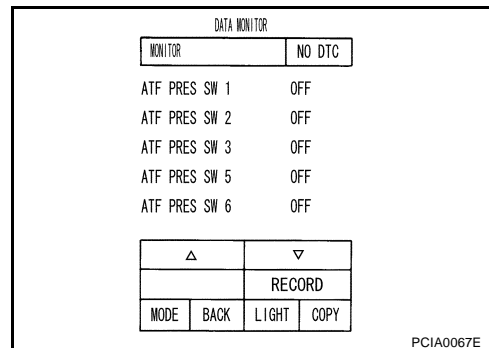 DATA MONITOR
MONITOR NO DTC
ATF PRES SW 1 OFF
ATF PRES SW 2 OFF
ATF PRES SW 3 OFF
ATF PRES SW 5 OFF
ATF PRES SW 6 OFF
△ ▽
RECORD
MODE BACK LIGHT COPY
PCIA0067E